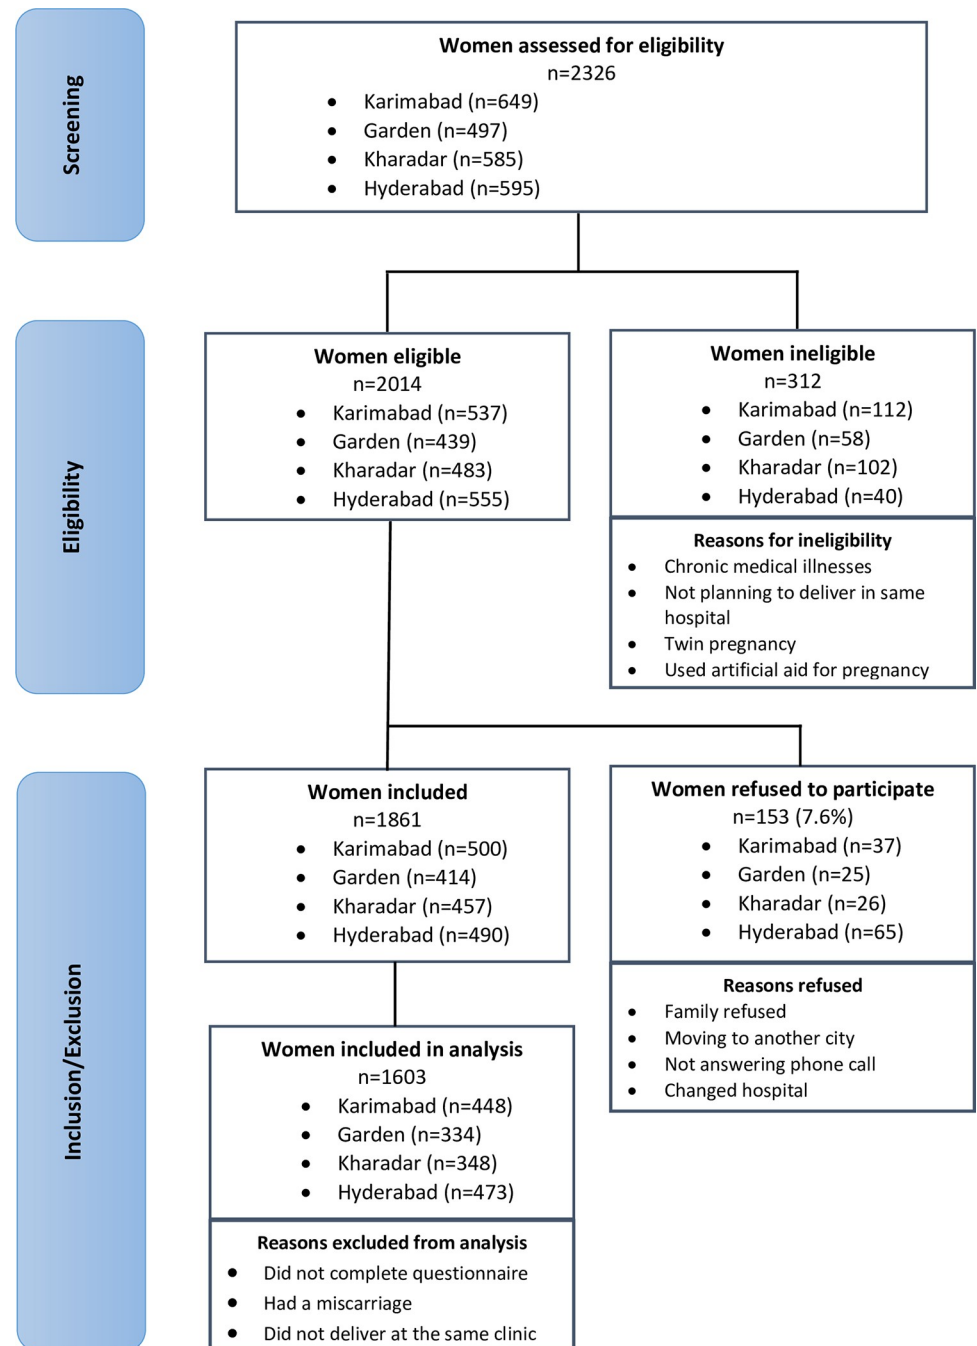 Screening
Women assessed for eligibility
n=2326
• Karimabad (n=649)
• Garden (n=497)
• Kharadar (n=585)
• Hyderabad (n=595)
Eligibility
Women eligible
n=2014
• Karimabad (n=537)
• Garden (n=439)
• Kharadar (n=483)
• Hyderabad (n=555)
Women ineligible
n=312
• Karimabad (n=112)
• Garden (n=58)
• Kharadar (n=102)
• Hyderabad (n=40)
Reasons for ineligibility
• Chronic medical illnesses
• Not planning to deliver in same
hospital
• Twin pregnancy
• Used artificial aid for pregnancy
Inclusion/Exclusion
Women included
n=1861
• Karimabad (n=500)
• Garden (n=414)
• Kharadar (n=457)
• Hyderabad (n=490)
Women refused to participate
n=153 (7.6%)
• Karimabad (n=37)
• Garden (n=25)
• Kharadar (n=26)
• Hyderabad (n=65)
Reasons refused
• Family refused
• Moving to another city
• Not answering phone call
• Changed hospital
Women included in analysis
n=1603
• Karimabad (n=448)
• Garden (n=334)
• Kharadar (n=348)
• Hyderabad (n=473)
Reasons excluded from analysis
• Did not complete questionnaire
• Had a miscarriage
• Did not deliver at the same clinic